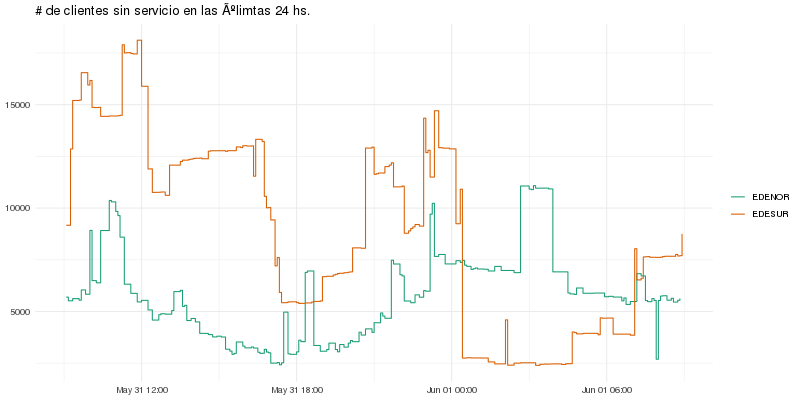 # de clientes sin servicio en las Ãºlimtas 24 hs.
15000
10000
5000
May 31 12:00
May 31 18:00
Jun 01 00:00
Jun 01 06:00
EDENOR
EDESUR